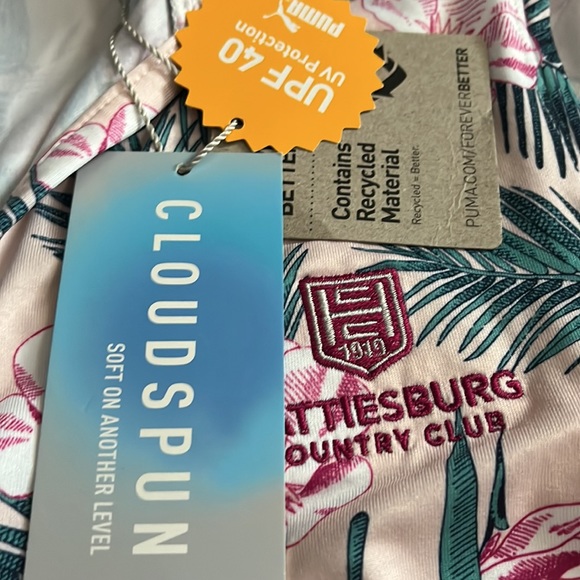 PUMA
UV Protection
UPF 40
BETTE
Contains
Recycled
Material
Recycled = Better.
PUMA.COM/FOREVERBETTER
CLOUDSPUN
SOFT ON ANOTHER LEVEL
1919
ATTIESBURG
OUNTRY CLUB